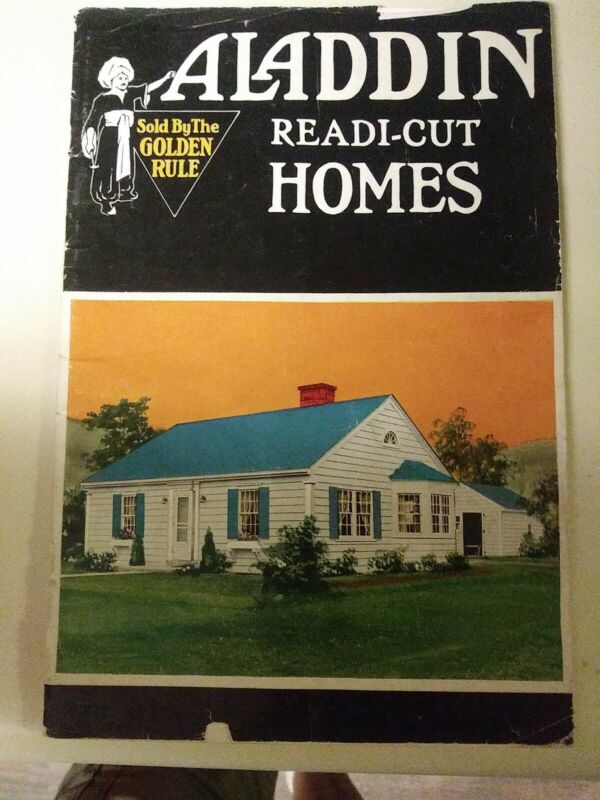 ALADDIN
READI-CUT
HOMES
Sold By The
GOLDEN
RULE